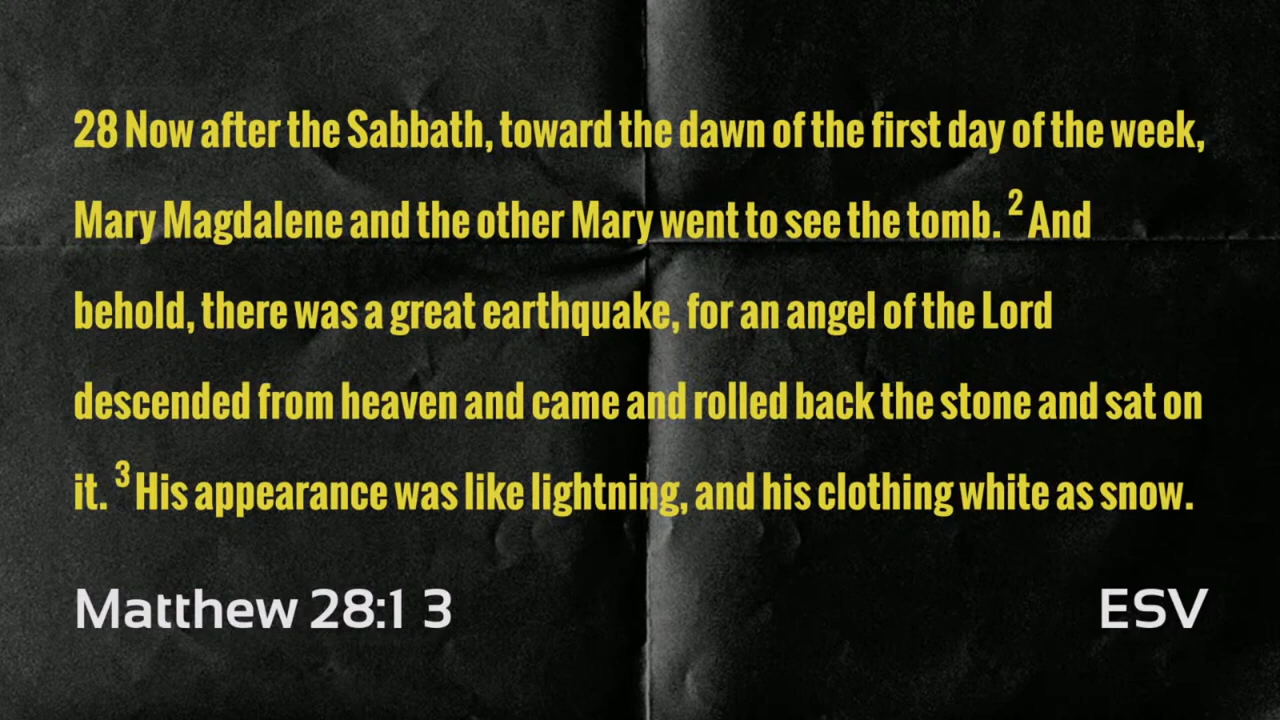 28 Now after the Sabbath, toward the dawn of the first day of the week,
Mary Magdalene and the other Mary went to see the tomb. 2 And
behold, there was a great earthquake, for an angel of the Lord
descended from heaven and came and rolled back the stone and sat on
it. 3 His appearance was like lightning, and his clothing white as snow.
Matthew 28:1 3 ESV